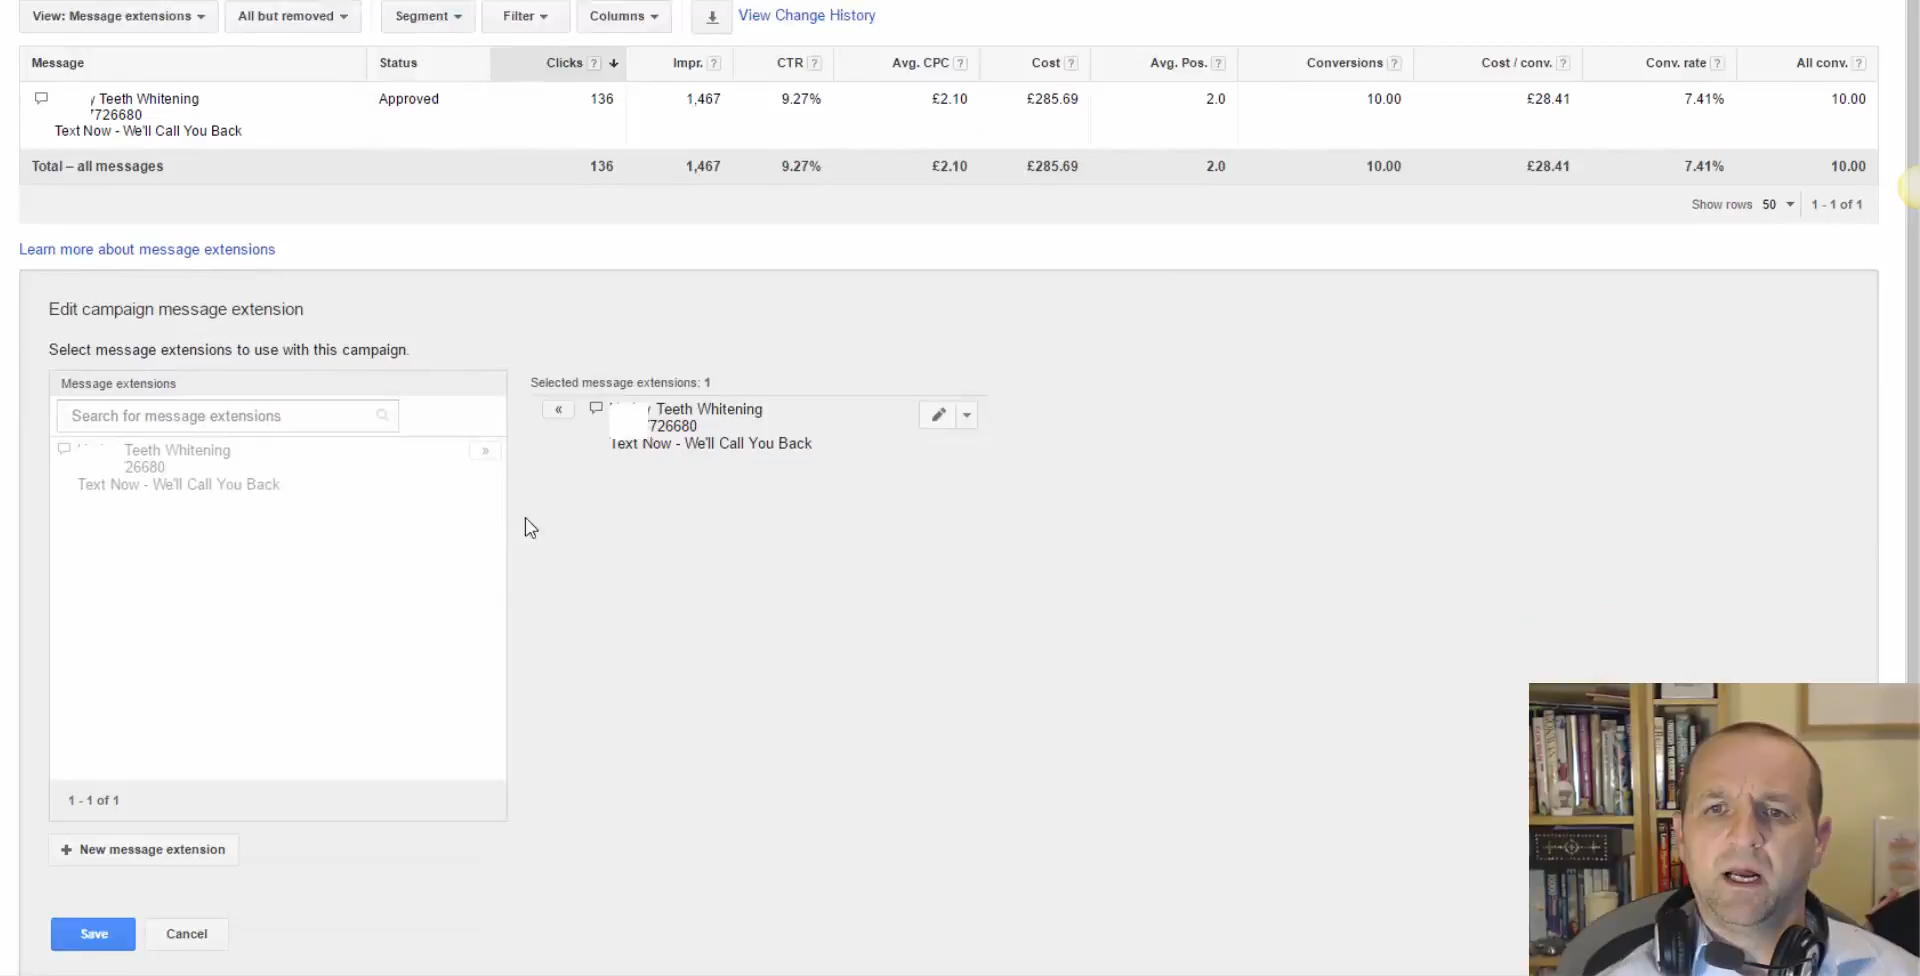 View: Message extensions
All but removed
Segment
Filter
Columns
View Change History
Message Status Clicks ? Impr. ? CTR ? Avg. CPC ? Cost ? Avg. Pos. ? Conversions ? Cost / conv. ? Conv. rate ? All conv. ?
Teeth Whitening Approved 136 1,467 9.27% £2.10 £285.69 2.0 10.00 £28.41 7.41% 10.00
726680
Text Now - We'll Call You Back
Total – all messages 136 1,467 9.27% £2.10 £285.69 2.0 10.00 £28.41 7.41% 10.00
Show rows 50 1 - 1 of 1
Learn more about message extensions
Edit campaign message extension
Select message extensions to use with this campaign.
Message extensions
Search for message extensions
Teeth Whitening »
26680
Text Now - We'll Call You Back
1 - 1 of 1
Selected message extensions: 1
« Teeth Whitening
726680
Text Now - We'll Call You Back
+ New message extension
Save
Cancel